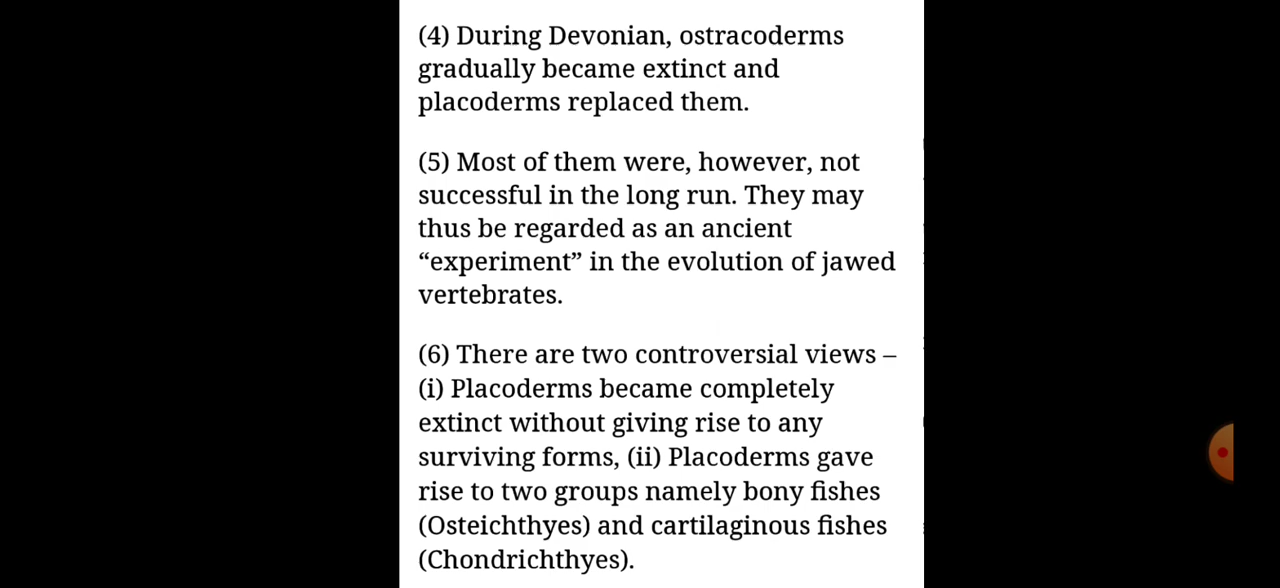 (4) During Devonian, ostracoderms
gradually became extinct and
placoderms replaced them.
(5) Most of them were, however, not
successful in the long run. They may
thus be regarded as an ancient
“experiment” in the evolution of jawed
vertebrates.
(6) There are two controversial views –
(i) Placoderms became completely
extinct without giving rise to any
surviving forms, (ii) Placoderms gave
rise to two groups namely bony fishes
(Osteichthyes) and cartilaginous fishes
(Chondrichthyes).